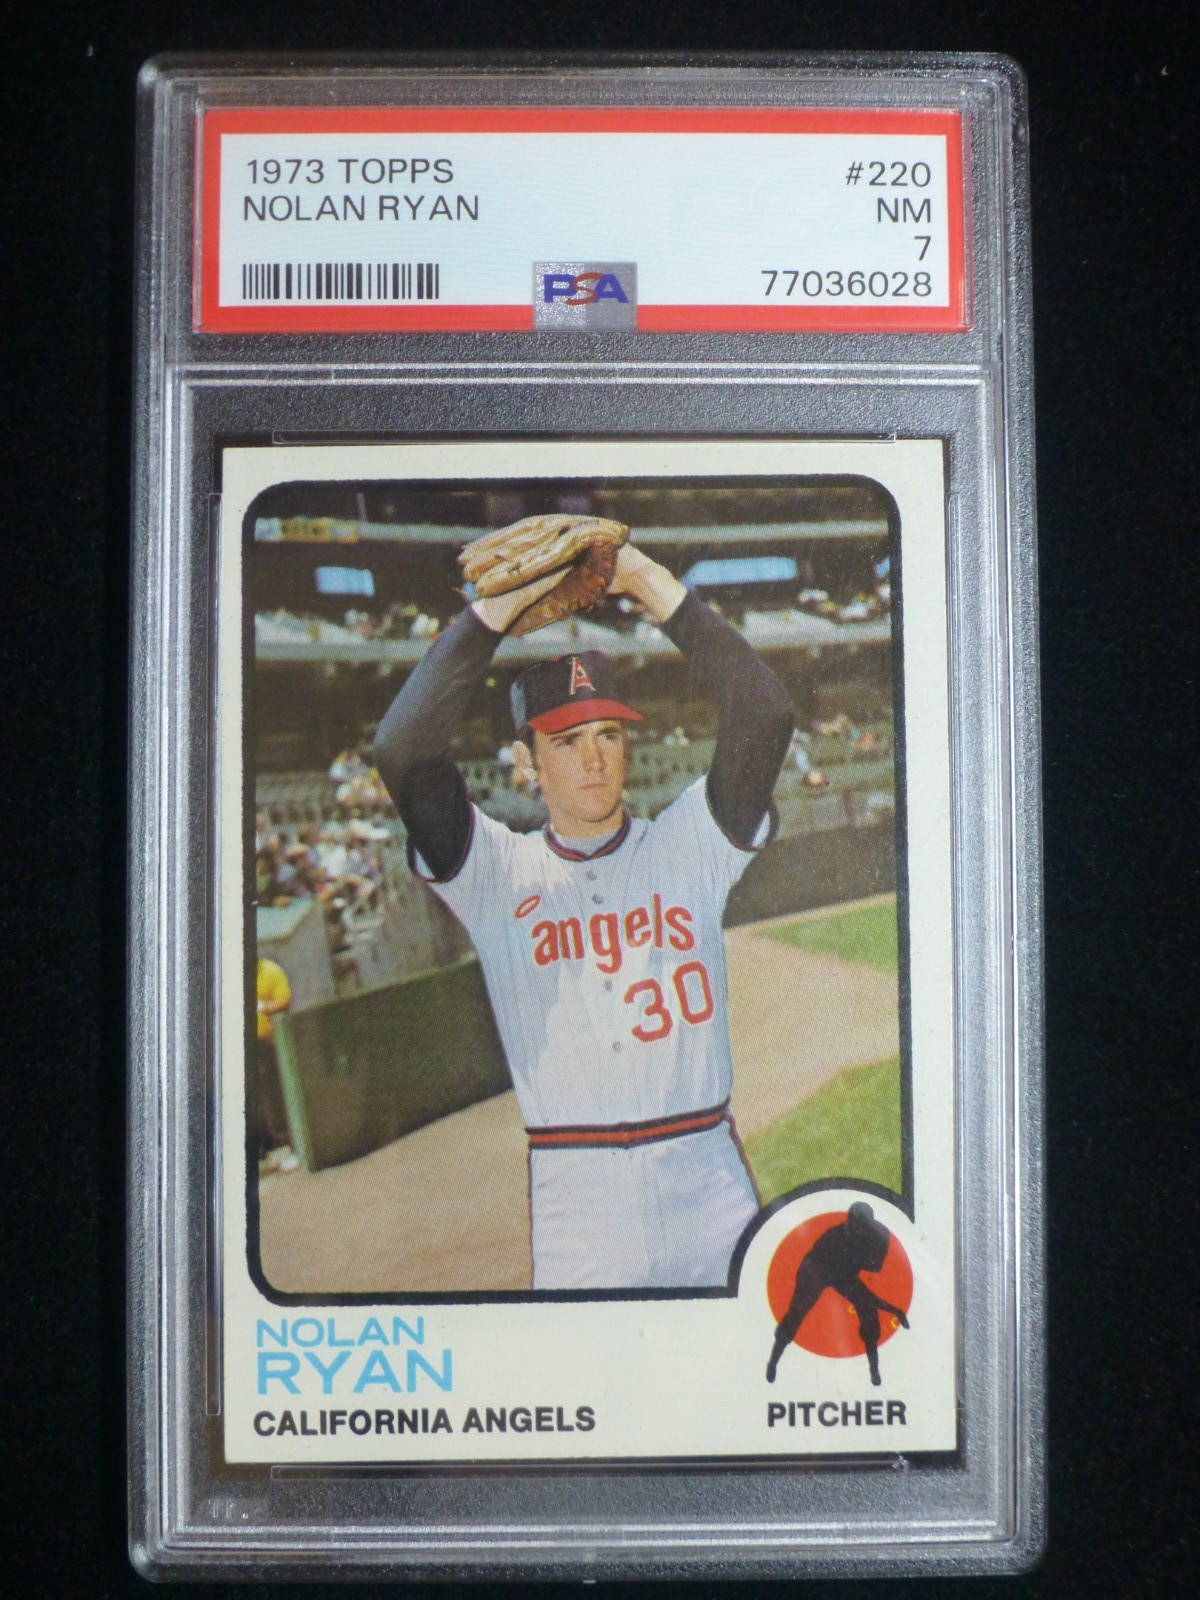 1973 TOPPS #220
NOLAN RYAN NM
7
PSA 77036028
A
angels
30
NOLAN
RYAN
CALIFORNIA ANGELS PITCHER